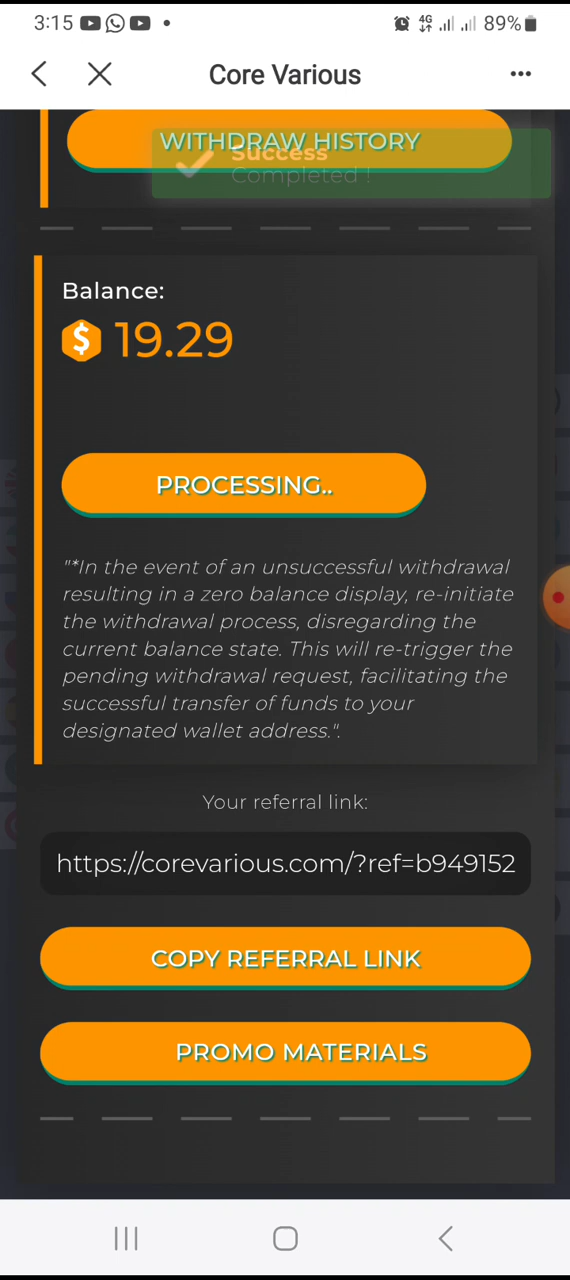 3:15
4G
89%
Core Various
WITHDRAW HISTORY
Success
Completed !
Balance:
$ 19.29
PROCESSING..
"*In the event of an unsuccessful withdrawal
resulting in a zero balance display, re-initiate
the withdrawal process, disregarding the
current balance state. This will re-trigger the
pending withdrawal request, facilitating the
successful transfer of funds to your
designated wallet address.".
Your referral link:
https://corevarious.com/?ref=b949152
COPY REFERRAL LINK
PROMO MATERIALS